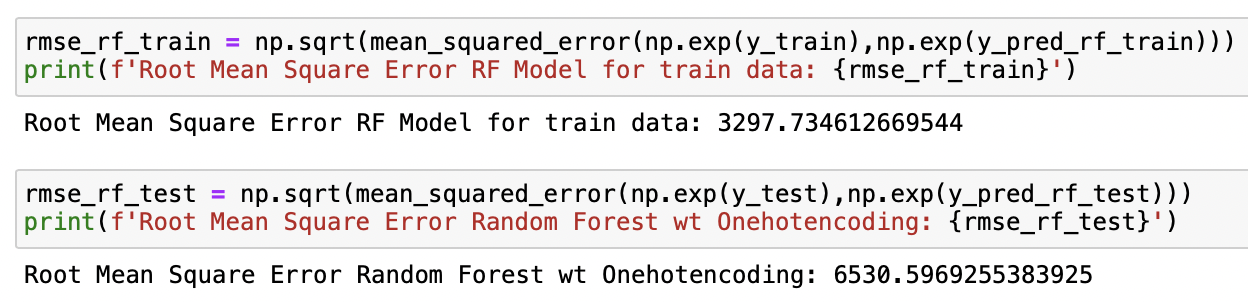 rmse_rf_train = np.sqrt(mean_squared_error(np.exp(y_train),np.exp(y_pred_rf_train)))
print(f'Root Mean Square Error RF Model for train data: {rmse_rf_train}')
Root Mean Square Error RF Model for train data: 3297.734612669544
rmse_rf_test = np.sqrt(mean_squared_error(np.exp(y_test),np.exp(y_pred_rf_test)))
print(f'Root Mean Square Error Random Forest wt Onehotencoding: {rmse_rf_test}')
Root Mean Square Error Random Forest wt Onehotencoding: 6530.5969255383925